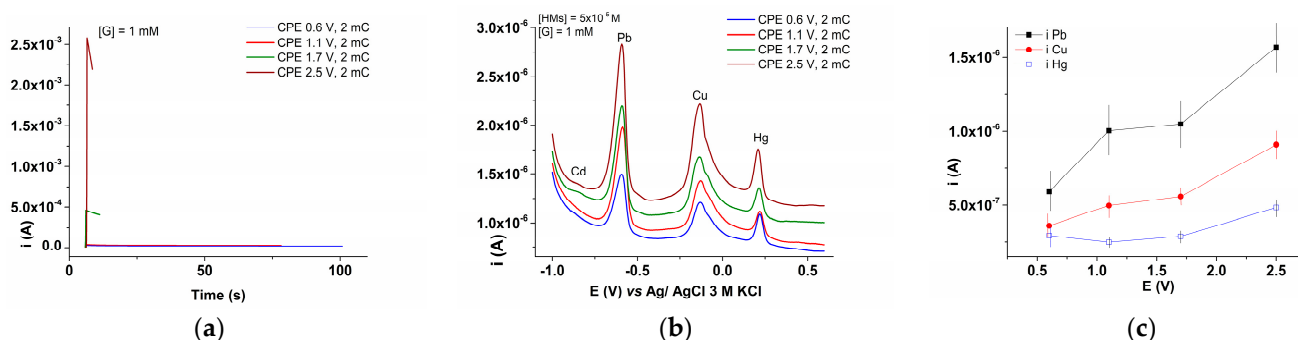 [G] = 1 mM
CPE 0.6 V, 2 mC
CPE 1.1 V, 2 mC
CPE 1.7 V, 2 mC
CPE 2.5 V, 2 mC
2.5x10⁻³
2.0x10⁻³
1.5x10⁻³
1.0x10⁻³
5.0x10⁻⁴
0.0
i (A)
0 50 100
Time (s)
(a)
[HMs] = 5x10⁻⁶ M
[G] = 1 mM
CPE 0.6 V, 2 mC
CPE 1.1 V, 2 mC
CPE 1.7 V, 2 mC
CPE 2.5 V, 2 mC
Pb
Cu
Hg
Cd
3.0x10⁻⁶
2.5x10⁻⁶
2.0x10⁻⁶
1.5x10⁻⁶
1.0x10⁻⁶
i (A)
-1.0 -0.5 0.0 0.5
E (V) vs Ag/ AgCl 3 M KCl
(b)
i Pb
i Cu
i Hg
1.5x10⁻⁶
1.0x10⁻⁶
5.0x10⁻⁷
i (A)
0.5 1.0 1.5 2.0 2.5
E (V)
(c)